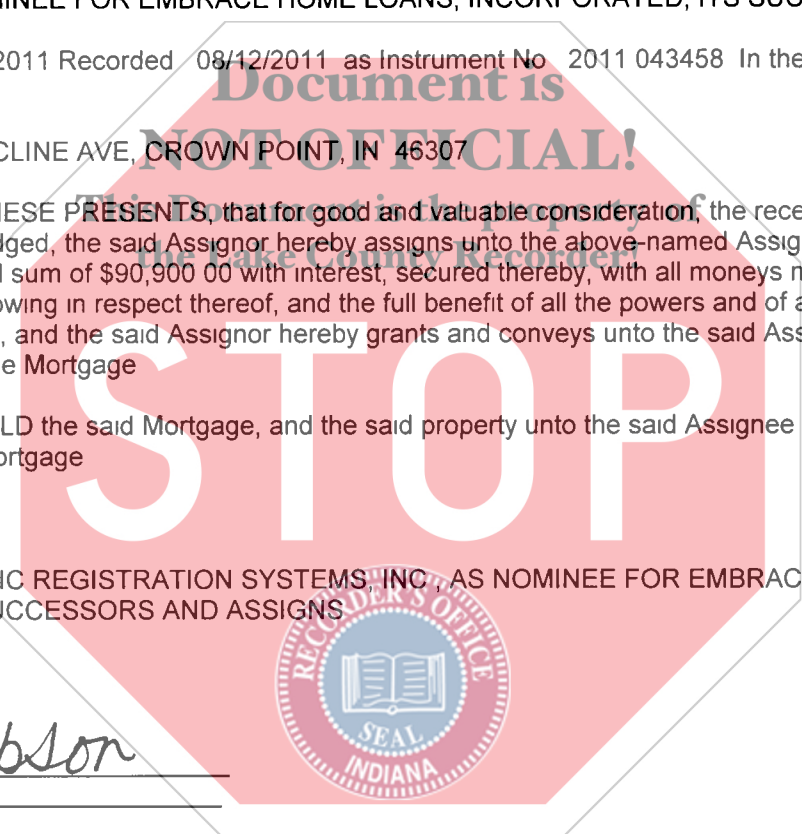 MINEE FOR EMBRACE HOME LOANS, INCORPORATED, ITS SUC
2011 Recorded 08/12/2011 as Instrument No 2011 043458 In the
Document is
CLINE AVE, CROWN POINT, IN 46307
NOT OFFICIAL!
HESE PRESENTS, that for good and valuable consideration, the rece
This Document is the property of
dged, the said Assignor hereby assigns unto the above-named Assig
the Lake County Recorder!
sum of $90,900 00 with interest, secured thereby, with all moneys
owing in respect thereof, and the full benefit of all the powers and of a
, and the said Assignor hereby grants and conveys unto the said Ass
e Mortgage
STOP
LD the said Mortgage, and the said property unto the said Assignee
ortgage
IC REGISTRATION SYSTEMS, INC , AS NOMINEE FOR EMBRAC
UCCESSORS AND ASSIGNS
RECORDER'S OFFICE
SEAL
INDIANA
bson